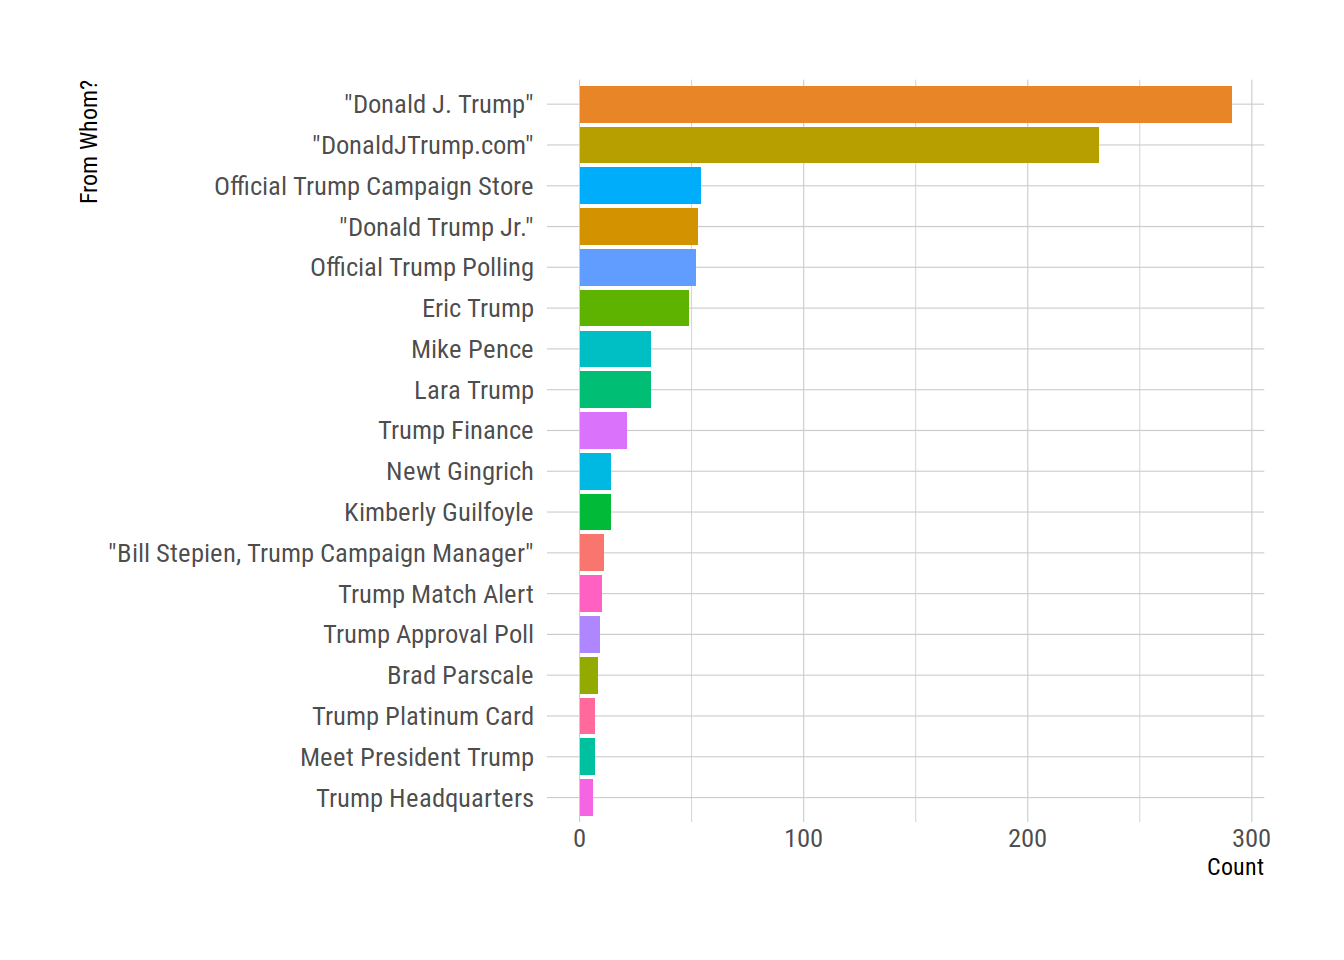 From Whom?
"Donald J. Trump"
"DonaldJTrump.com"
Official Trump Campaign Store
"Donald Trump Jr."
Official Trump Polling
Eric Trump
Mike Pence
Lara Trump
Trump Finance
Newt Gingrich
Kimberly Guilfoyle
"Bill Stepien, Trump Campaign Manager"
Trump Match Alert
Trump Approval Poll
Brad Parscale
Trump Platinum Card
Meet President Trump
Trump Headquarters
0 100 200 300
Count